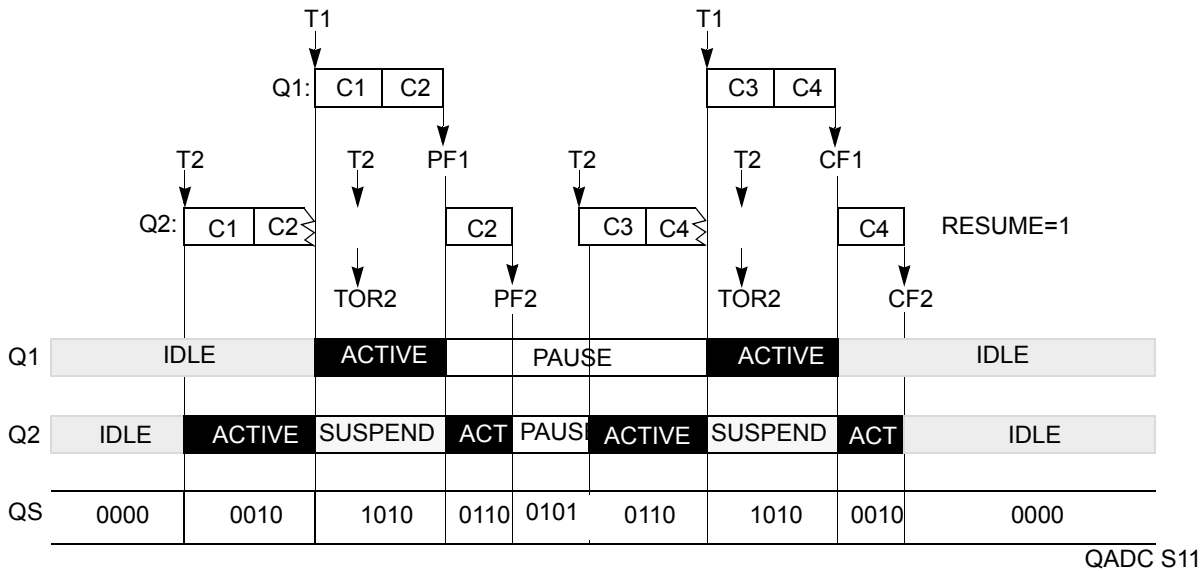 T1 T1
Q1: C1 C2 C3 C4
T2 T2 PF1 T2 T2 CF1
Q2: C1 C2 C2 C3 C4 C4 RESUME=1
TOR2 PF2 TOR2 CF2
Q1 IDLE ACTIVE PAUSE ACTIVE IDLE
Q2 IDLE ACTIVE SUSPEND ACT PAUSE ACTIVE SUSPEND ACT IDLE
QS 0000 0010 1010 0110 0101 0110 1010 0010 0000
QADC S11